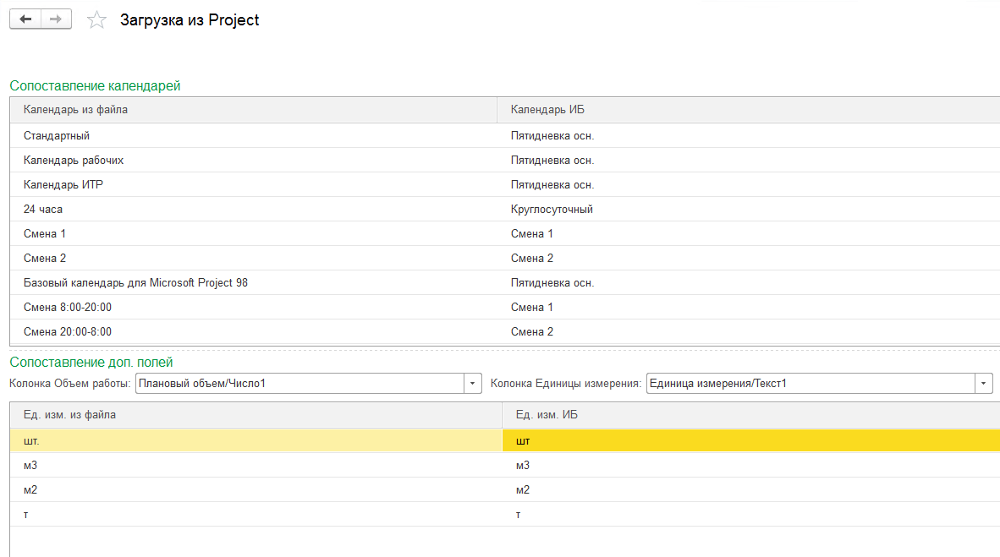 Загрузка из Project
Сопоставление календарей
Календарь из файла Календарь ИБ
Стандартный Пятидневка осн.
Календарь рабочих Пятидневка осн.
Календарь ИТР Пятидневка осн.
24 часа Круглосуточный
Смена 1 Смена 1
Смена 2 Смена 2
Базовый календарь для Microsoft Project 98 Пятидневка осн.
Смена 8:00-20:00 Смена 1
Смена 20:00-8:00 Смена 2
Сопоставление доп. полей
Колонка Объем работы: Плановый объем/Число1 Колонка Единицы измерения: Единица измерения/Текст1
Ед. изм. из файла Ед. изм. ИБ
шт. шт
м3 м3
м2 м2
т т